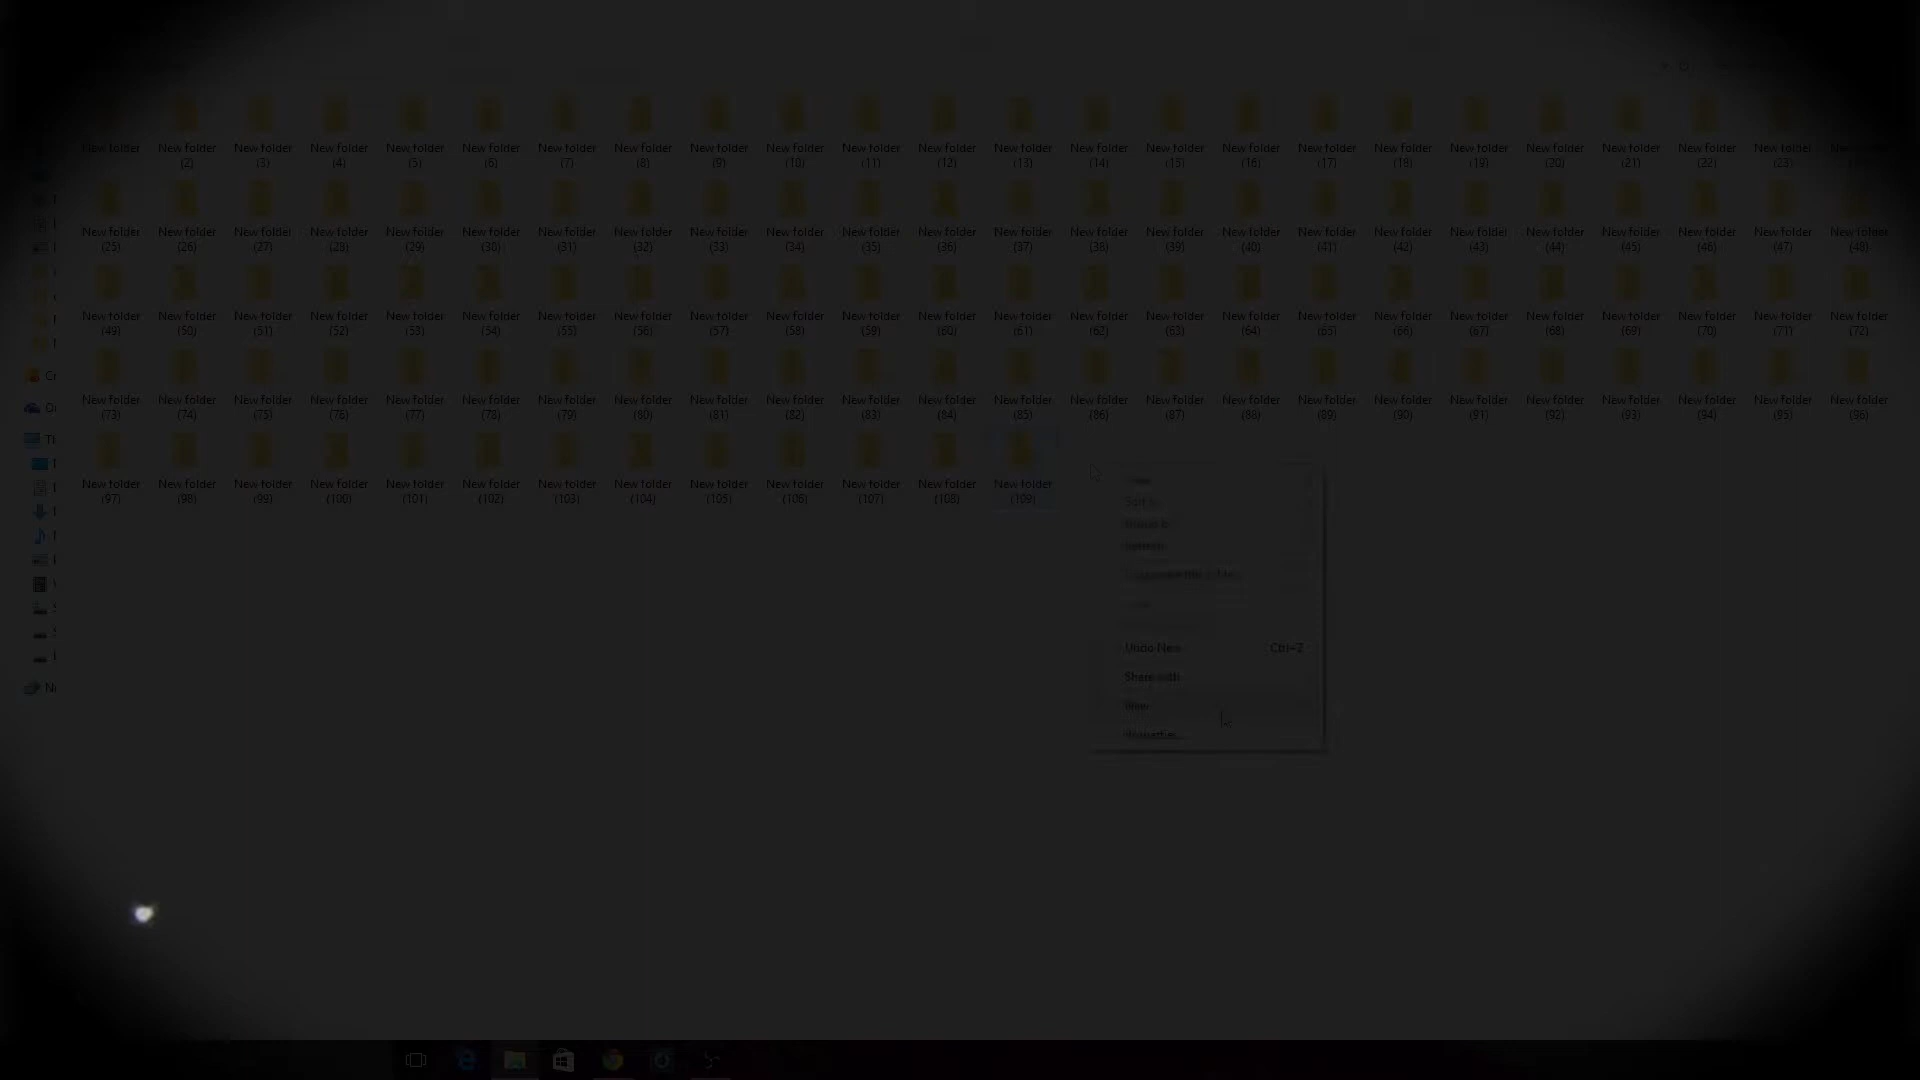 New folder New folder New folder New folder New folder New folder New folder New folder New folder New folder New folder New folder New folder New folder New folder New folder New folder New folder New folder New folder New folder New folder New folder
(2) (3) (4) (5) (6) (7) (8) (9) (10) (11) (12) (13) (14) (15) (16) (17) (18) (19) (20) (21) (22) (23)
New folder New folder New folder New folder New folder New folder New folder New folder New folder New folder New folder New folder New folder New folder New folder New folder New folder New folder New folder New folder New folder New folder New folder New folder
(25) (26) (27) (28) (29) (30) (31) (32) (33) (34) (35) (36) (37) (38) (39) (40) (41) (42) (43) (44) (45) (46) (47) (48)
New folder New folder New folder New folder New folder New folder New folder New folder New folder New folder New folder New folder New folder New folder New folder New folder New folder New folder New folder New folder New folder New folder New folder New folder
(49) (50) (51) (52) (53) (54) (55) (56) (57) (58) (59) (60) (61) (62) (63) (64) (65) (66) (67) (68) (69) (70) (71) (72)
New folder New folder New folder New folder New folder New folder New folder New folder New folder New folder New folder New folder New folder New folder New folder New folder New folder New folder New folder New folder New folder New folder New folder New folder
(73) (74) (75) (76) (77) (78) (79) (80) (81) (82) (83) (84) (85) (86) (87) (88) (89) (90) (91) (92) (93) (94) (95) (96)
New folder New folder New folder New folder New folder New folder New folder New folder New folder New folder New folder New folder New folder
(97) (98) (99) (100) (101) (102) (103) (104) (105) (106) (107) (108) (109)
Sort by
Refresh
Customize this folder...
Undo New Ctrl+Z
Share with
New
Properties